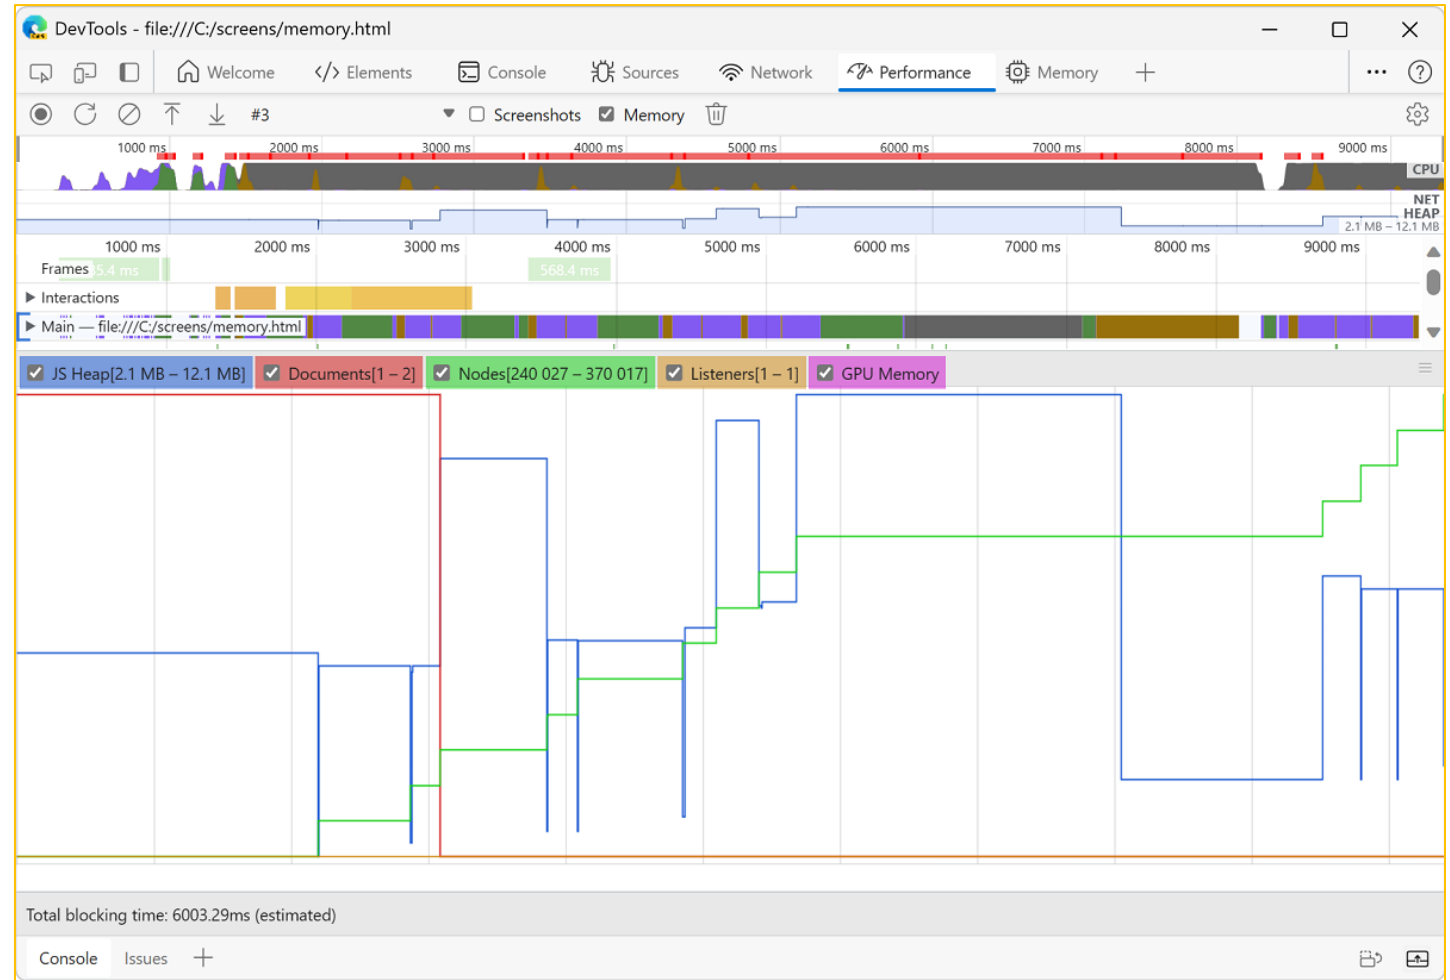 DevTools - file:///C:/screens/memory.html
Welcome Elements Console Sources Network Performance Memory
#3 Screenshots Memory
1000 ms 2000 ms 3000 ms 4000 ms 5000 ms 6000 ms 7000 ms 8000 ms 9000 ms
CPU
NET
HEAP
2.1 MB – 12.1 MB
1000 ms 2000 ms 3000 ms 4000 ms 5000 ms 6000 ms 7000 ms 8000 ms 9000 ms
Frames 5.4 ms 568.4 ms
Interactions
Main — file:///C:/screens/memory.html
JS Heap[2.1 MB – 12.1 MB] Documents[1 – 2] Nodes[240 027 – 370 017] Listeners[1 – 1] GPU Memory
Total blocking time: 6003.29ms (estimated)
Console Issues